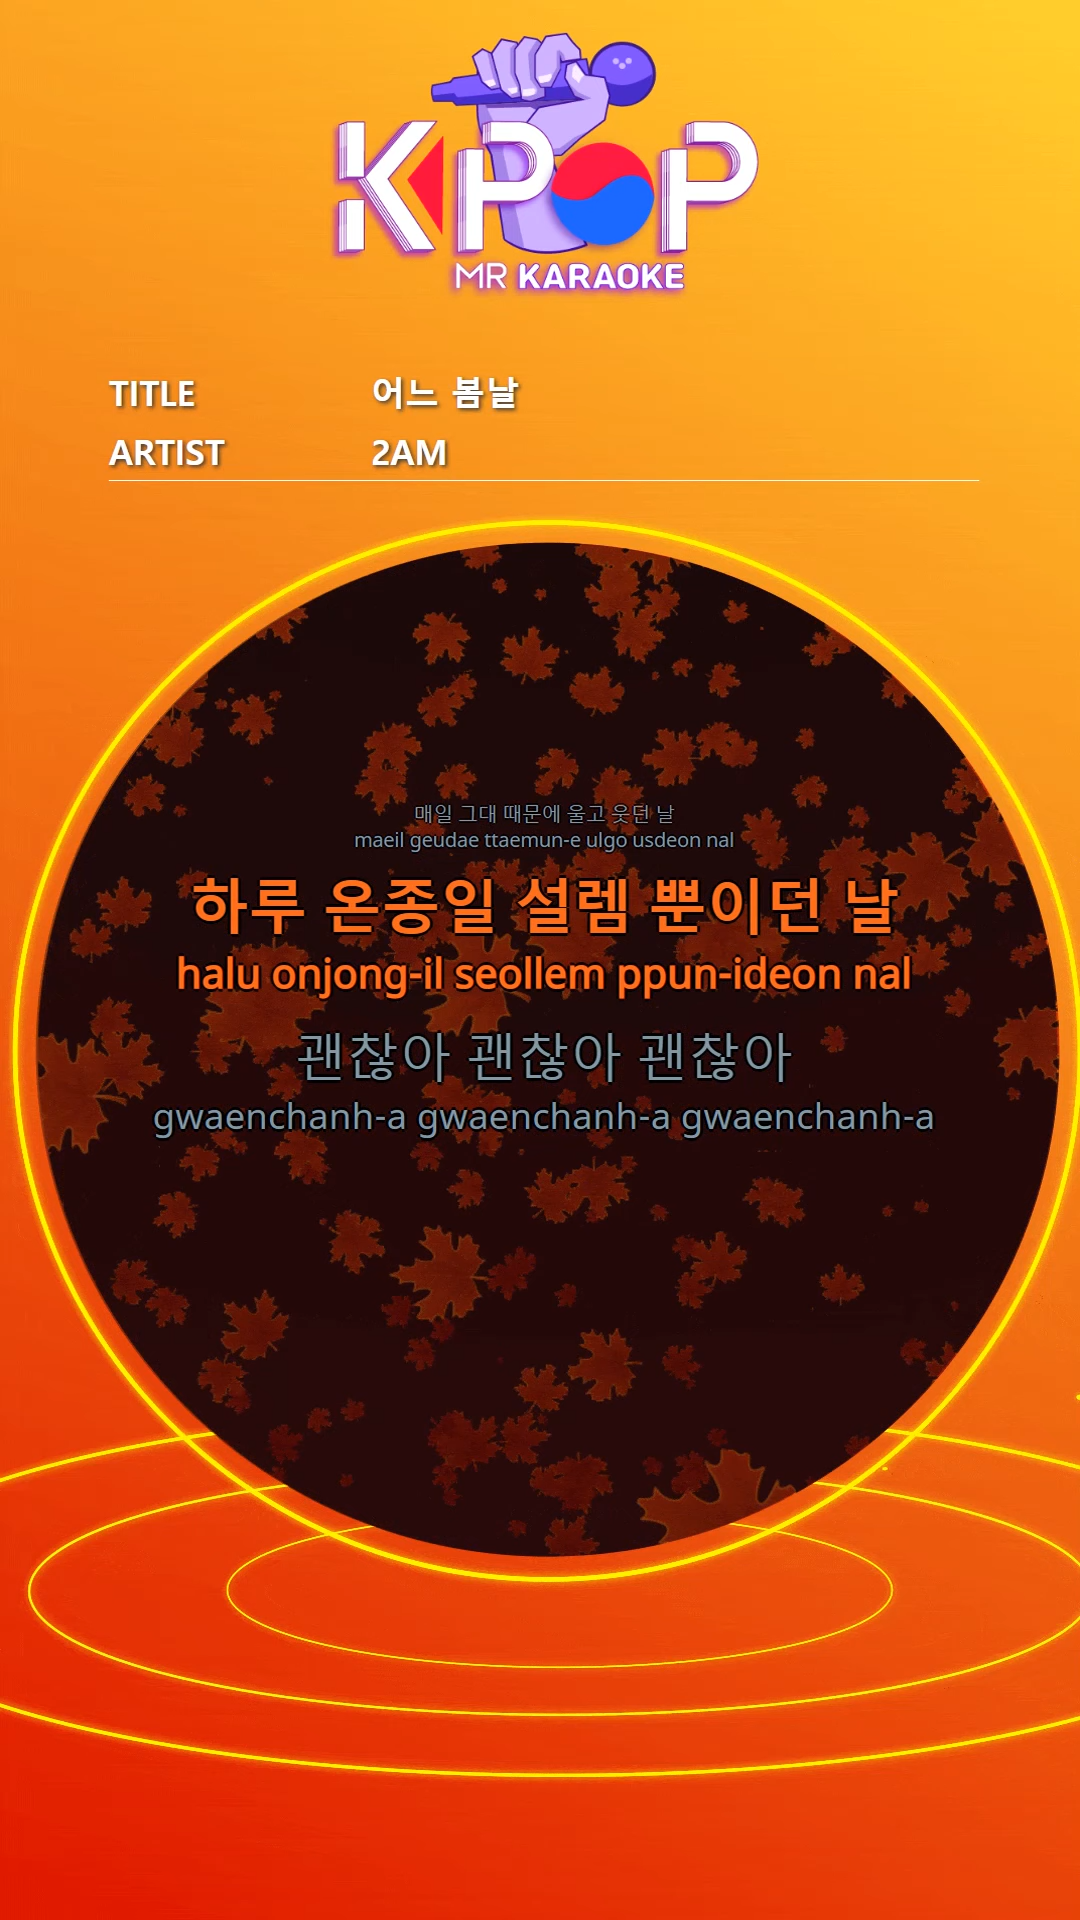 KPOP
MR KARAOKE
TITLE 어느 봄날
ARTIST 2AM
매일 그대 때문에 울고 웃던 날
maeil geudae ttaemun-e ulgo usdeon nal
하루 온종일 설렘 뿐이던 날
halu onjong-il seollem ppun-ideon nal
괜찮아 괜찮아 괜찮아
gwaenchanh-a gwaenchanh-a gwaenchanh-a